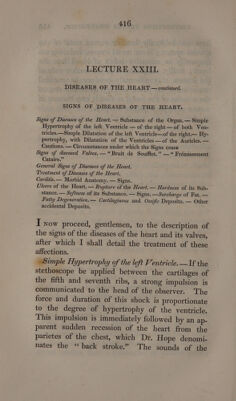 416
LECTURE XXIII.
DISEASES OF THE HEART—continued.
SIGNS OF DISEASES OF THE HEART.
Signs of Diseases of the Heart. — Substance of the Organ. — Simple
Hypertrophy of the left Ventricle — of the right — of both Ven-
tricles.—Simple Dilatation of the left Ventricle—of the right.— Hy-
pertrophy, with Dilatation of the Ventricles — of the Auricles. —
Cautions. — Circumstances under which the Signs cease
Signs of diseased Valves. — "Bruit de Soufflet." — "Frémissement
Cataire."
General Signs of Diseases of the Heart.
Treatment of Diseases of the Heart.
Carditis. — Morbid Anatomy. — Signs.
Ulcers of the Heart. — Rupture of the Heart. — Hardness of its Sub-
stance. — Softness of its Substance. — Signs. — Surcharge of Fat. —
Fatty Degeneration. — Cartilaginous and Ossific Deposits. — Other
accidental Deposits.
I now proceed, gentlemen, to the description of
the signs of the diseases of the heart and its valves,
after which I shall detail the treatment of these
affections.
Simple Hypertrophy of the left Ventricle.—If the
stethoscope be applied between the cartilages of
the fifth and seventh ribs, a strong impulsion is
communicated to the head of the observer. The
force and duration of this shock is proportionate
to the degree of hypertrophy of the ventricle.
This impulsion is immediately followed by an ap-
parent sudden recession of the heart from the
parietes of the chest, which Dr. Hope denomi-
nates the "back stroke." The sounds of the